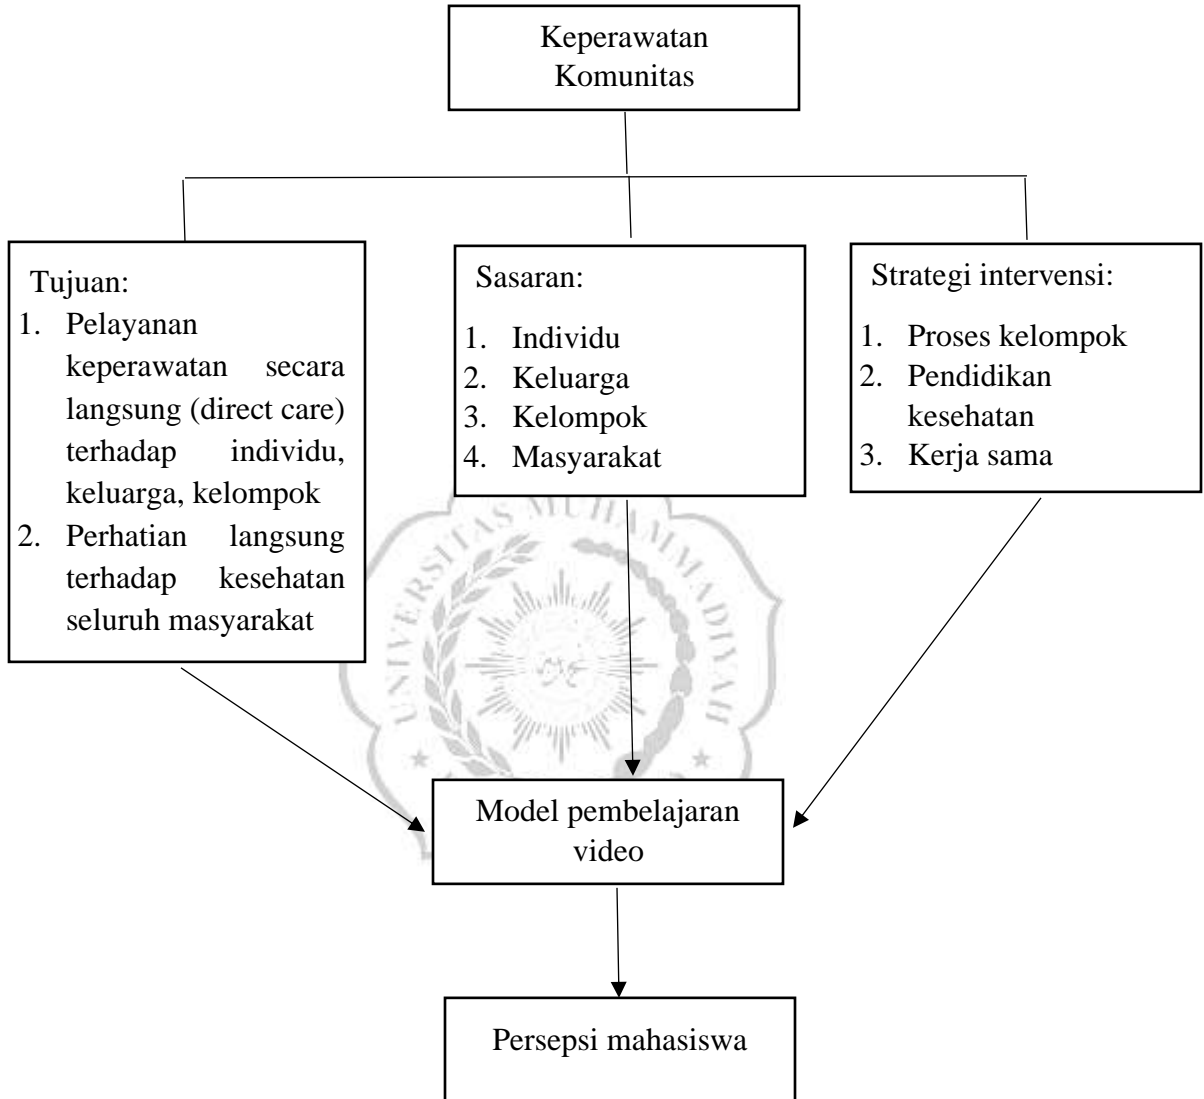 Keperawatan
Komunitas
Tujuan:
1. Pelayanan
keperawatan secara
langsung (direct care)
terhadap individu,
keluarga, kelompok
2. Perhatian langsung
terhadap kesehatan
seluruh masyarakat
Sasaran:
1. Individu
2. Keluarga
3. Kelompok
4. Masyarakat
Strategi intervensi:
1. Proses kelompok
2. Pendidikan
kesehatan
3. Kerja sama
UNIVERSITAS MUHAMMADIYAH
Model pembelajaran
video
Persepsi mahasiswa